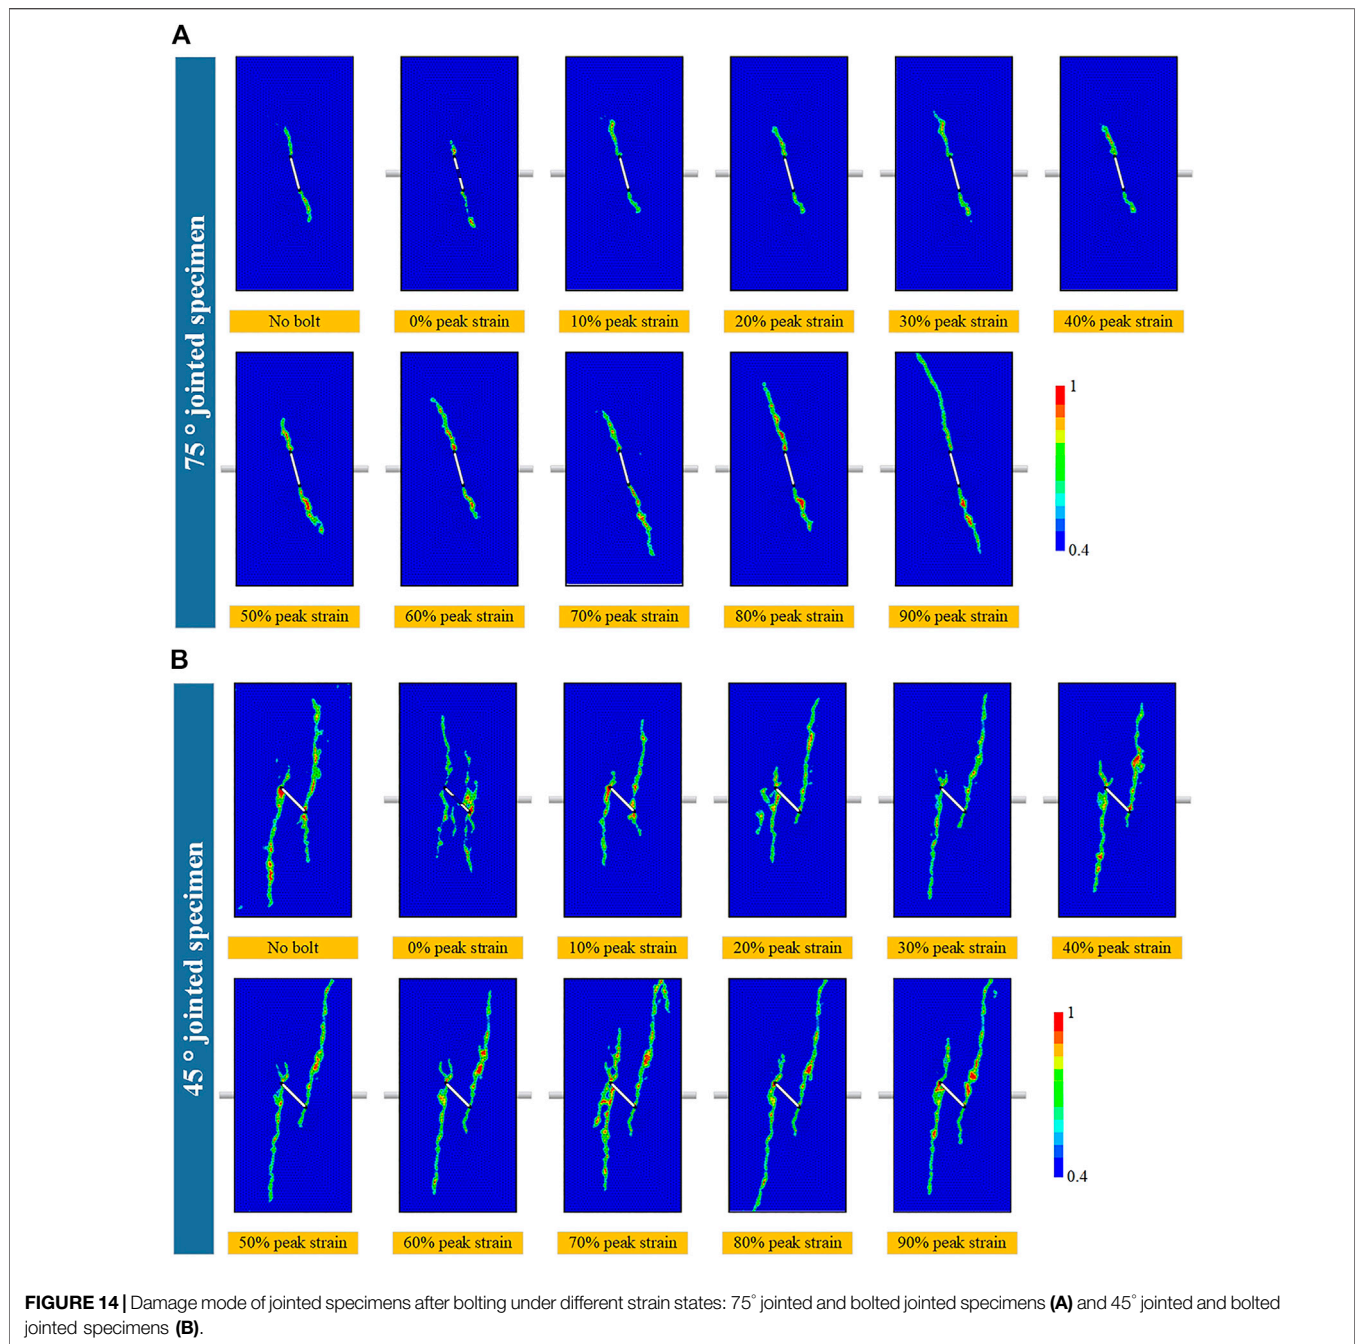 A
75 ° jointed specimen
No bolt
0% peak strain
10% peak strain
20% peak strain
30% peak strain
40% peak strain
50% peak strain
60% peak strain
70% peak strain
80% peak strain
90% peak strain
1
0.4
B
45 ° jointed specimen
No bolt
0% peak strain
10% peak strain
20% peak strain
30% peak strain
40% peak strain
50% peak strain
60% peak strain
70% peak strain
80% peak strain
90% peak strain
1
0.4
FIGURE 14 | Damage mode of jointed specimens after bolting under different strain states: 75° jointed and bolted jointed specimens (A) and 45° jointed and bolted
jointed specimens (B).